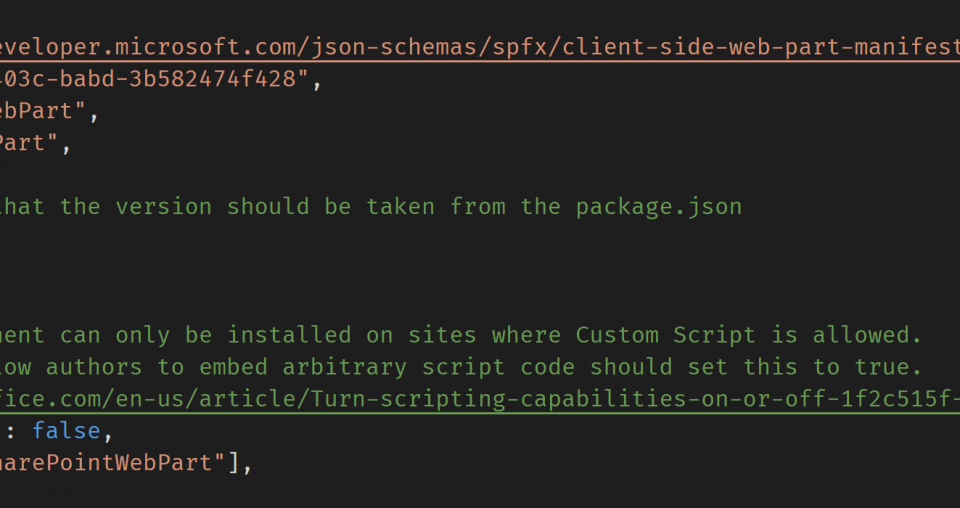 eveloper.microsoft.com/json-schemas/spfx/client-side-web-part-manifest
403c-babd-3b582474f428",
ebPart",
Part",
that the version should be taken from the package.json
ment can only be installed on sites where Custom Script is allowed.
low authors to embed arbitrary script code should set this to true.
fice.com/en-us/article/Turn-scripting-capabilities-on-or-off-1f2c515f-
: false,
harePointWebPart"],